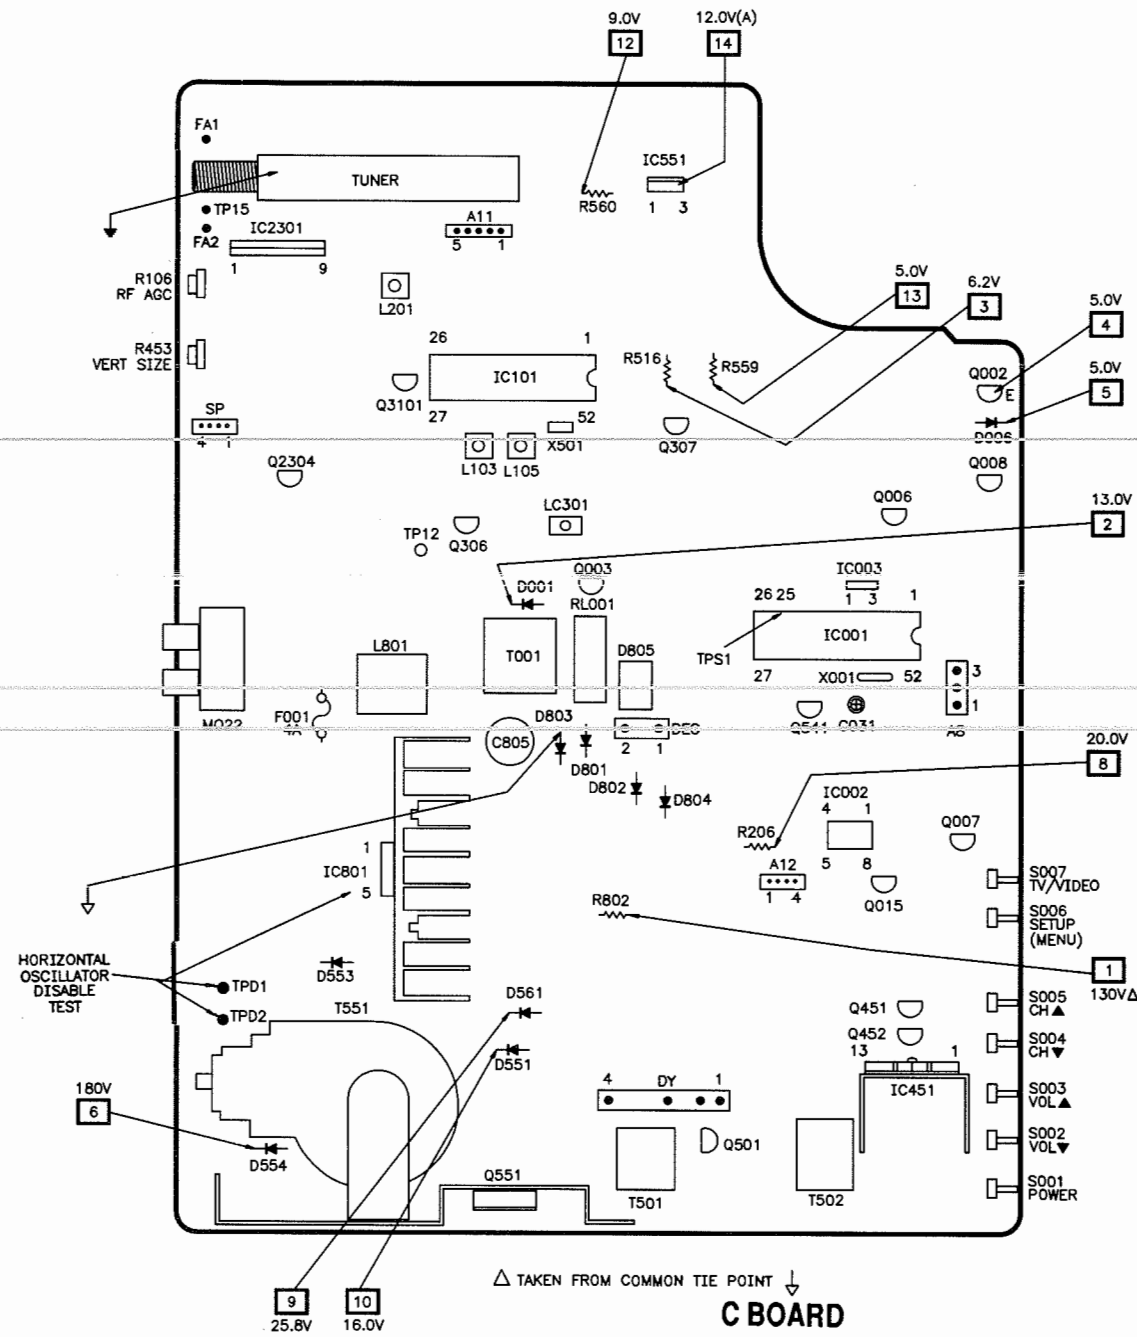 9.0V
12
12.0V(A)
14
FA1
TUNER
IC551
1 3
R560
TP15
FA2
IC2301
1 9
A11
5 1
R106
RF AGC
L201
5.0V
13
6.2V
3
5.0V
4
R453
VERT SIZE
26 1
IC101
27 52
Q3101
R516
R559
Q002
E
5.0V
5
D006
SP
4 1
X501
L103
L105
Q307
Q2304
Q008
TP12
Q306
LC301
Q006
13.0V
2
D001
Q003
RL001
IC003
1 3
26 25 1
IC001
TPS1
27 52
X001
L801
T001
D805
3
1
A8
M022
F001
4A
D803
C805
D801
2 1
D802
D804
Q541
C031
20.0V
8
IC002
4 1
5 8
R206
Q007
1
IC801
5
A12
1 4
Q015
R802
S007
TV/VIDEO
S006
SETUP
(MENU)
HORIZONTAL
OSCILLATOR
DISABLE
TEST
TPD1
TPD2
D553
T551
D561
D551
1
130V△
Q451
Q452
13 1
IC451
S005
CH▲
S004
CH▼
S003
VOL▲
S002
VOL▼
S001
POWER
180V
6
D554
4 DY 1
Q501
Q551
T501
T502
△ TAKEN FROM COMMON TIE POINT
9
25.8V
10
16.0V
C BOARD